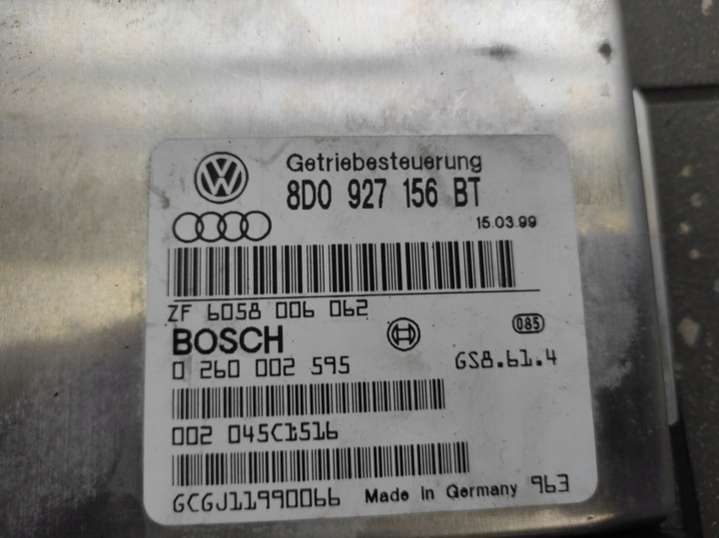 Getriebesteuerung
8D0 927 156 BT
15.03.99
ZF 6058 006 062
BOSCH
085
0 260 002 595 GS8.61.4
002 045C1516
GCGJ11990066 Made In Germany 963